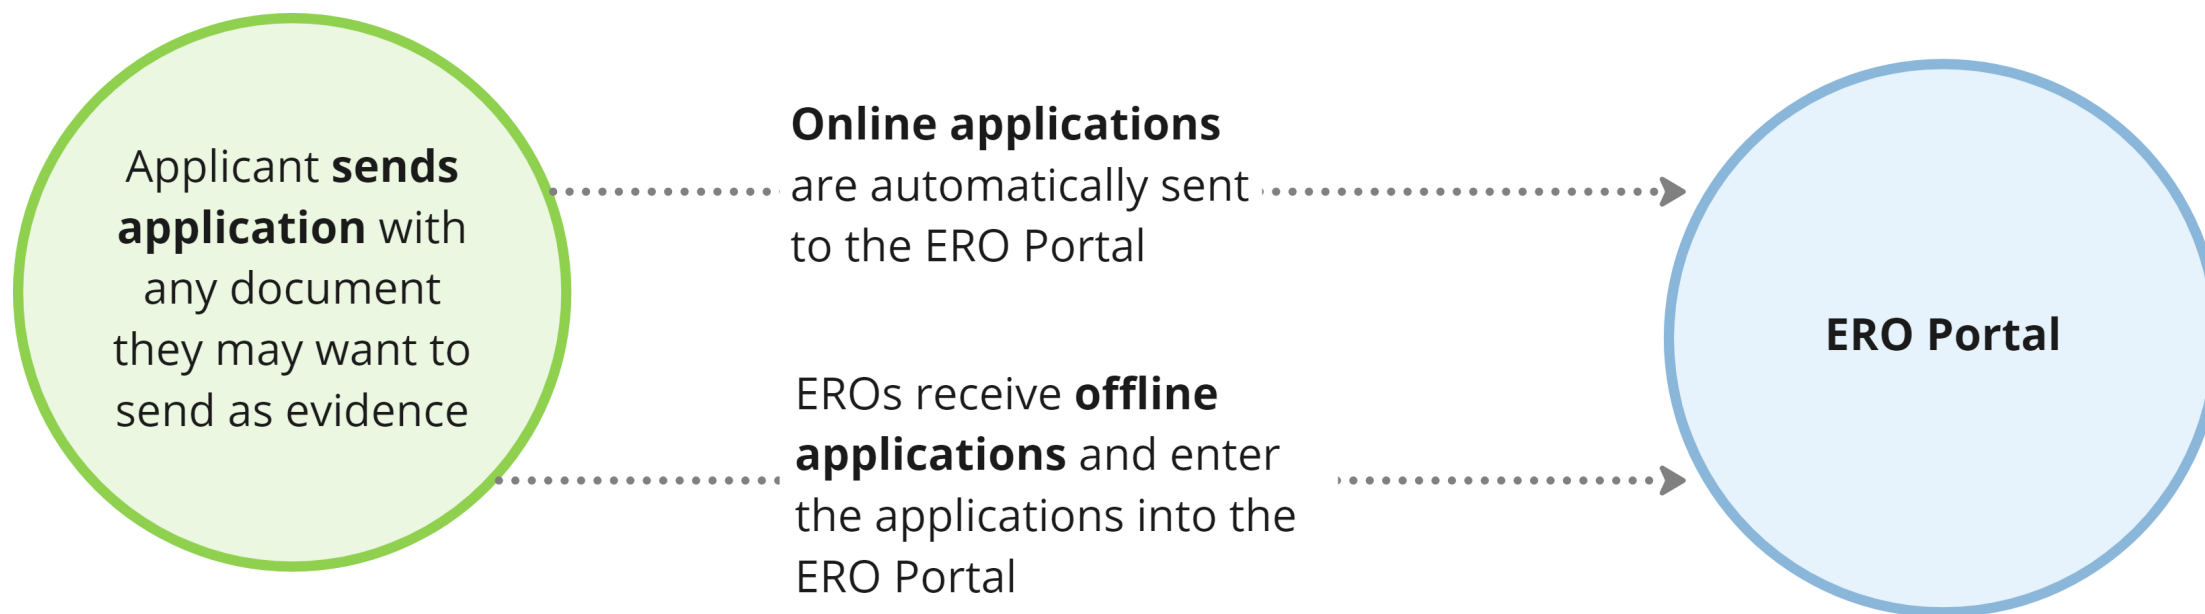 Applicant sends
application with
any document
they may want to
send as evidence
Online applications
are automatically sent
to the ERO Portal
EROs receive offline
applications and enter
the applications into the
ERO Portal
ERO Portal